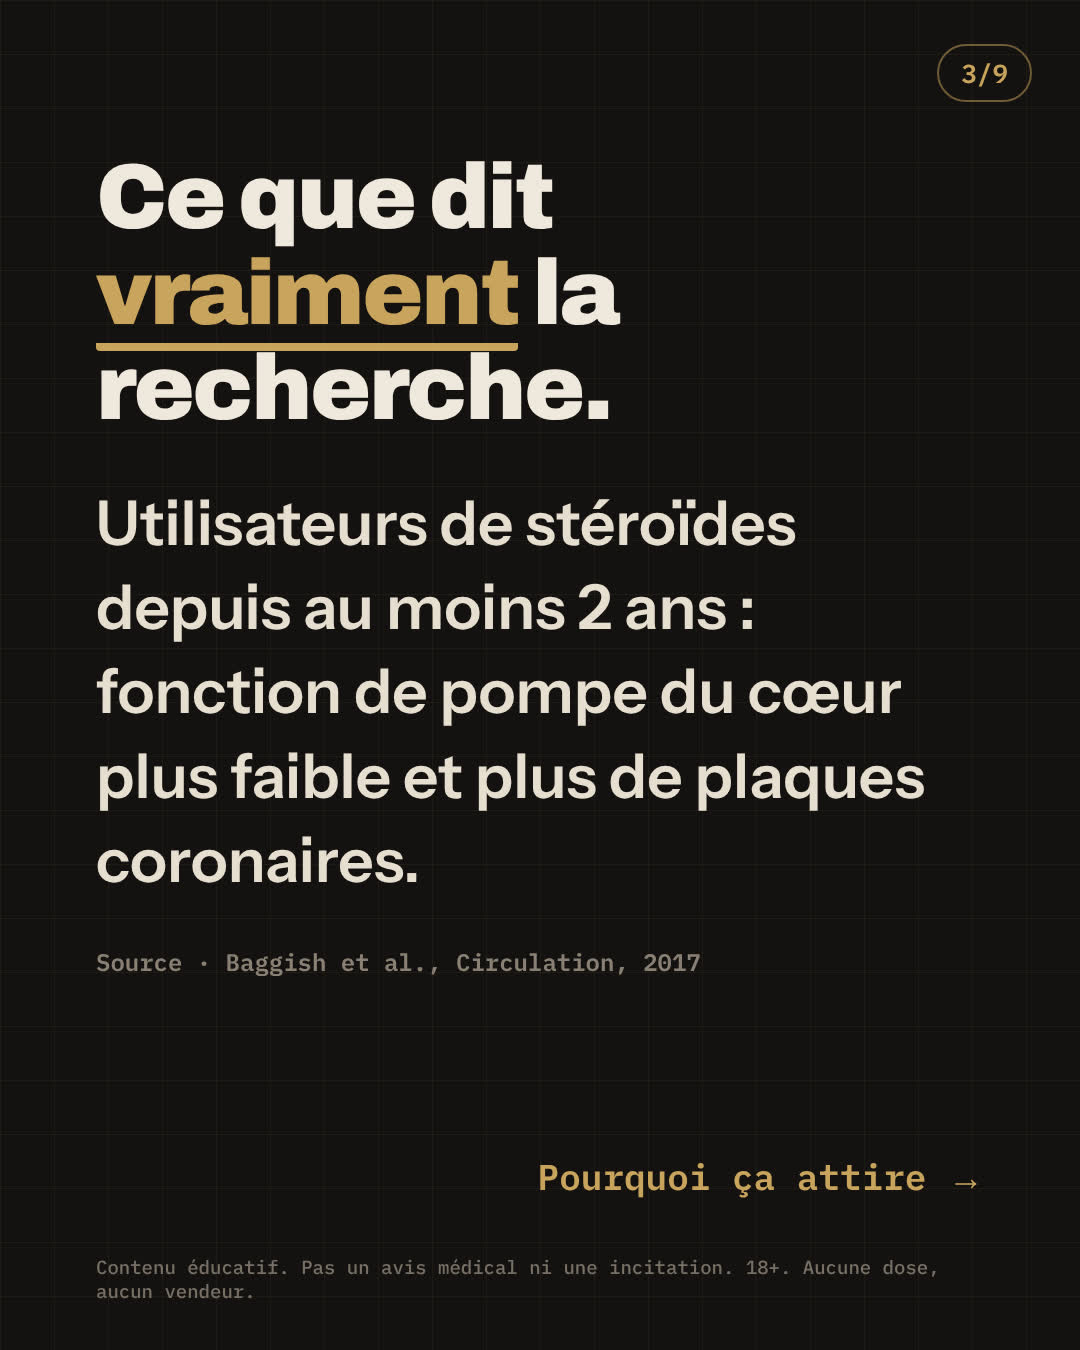 3/9
Ce que dit
vraiment la
recherche.
Utilisateurs de stéroïdes
depuis au moins 2 ans :
fonction de pompe du cœur
plus faible et plus de plaques
coronaires.
Source · Baggish et al., Circulation, 2017
Pourquoi ça attire →
Contenu éducatif. Pas un avis médical ni une incitation. 18+. Aucune dose,
aucun vendeur.